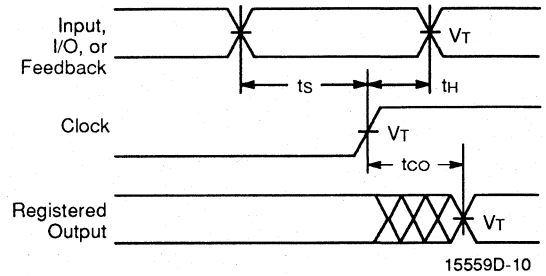 Input,
I/O, or
Feedback
VT
tS
tH
Clock
VT
tCO
Registered
Output
VT
15559D-10